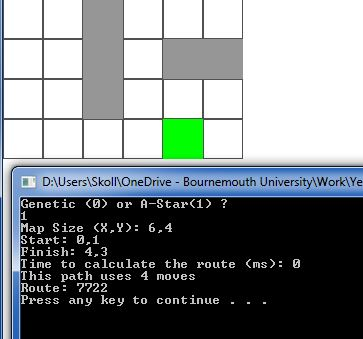 D:\Users\Skoll\OneDrive - Bournemouth University\Work\Ye
Genetic (0) or A-Star(1) ?
1
Map Size (X,Y): 6,4
Start: 0,1
Finish: 4,3
Time to calculate the route (ms): 0
This path uses 4 moves
Route: 7722
Press any key to continue . . .